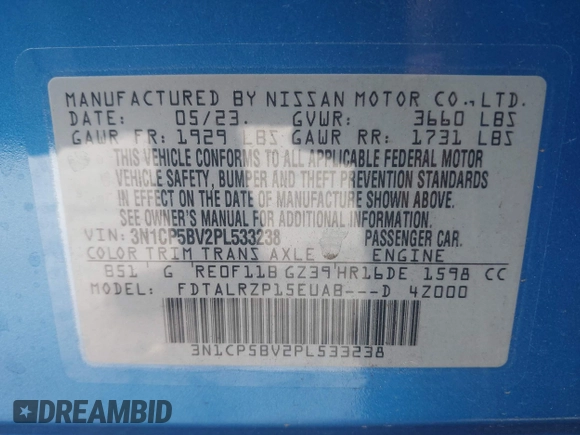 MANUFACTURED BY NISSAN MOTOR CO., LTD.
DATE: 05/23. GVWR: 3660 LBS
GAWR FR: 1929 LBS GAWR RR: 1731 LBS
THIS VEHICLE CONFORMS TO ALL APPLICABLE FEDERAL MOTOR
VEHICLE SAFETY, BUMPER AND THEFT PREVENTION STANDARDS
IN EFFECT ON THE DATE OF MANUFACTURE SHOWN ABOVE.
SEE OWNER'S MANUAL FOR ADDITIONAL INFORMATION.
VIN: 3N1CP5BV2PL533238 PASSENGER CAR.
COLOR TRIM TRANS AXLE ENGINE
B51 G RE0F11B GZ39 HR16DE 1598 CC
MODEL: FDTALRZP15EUAB---D 4Z000
3N1CP5BV2PL533238
DREAMBID